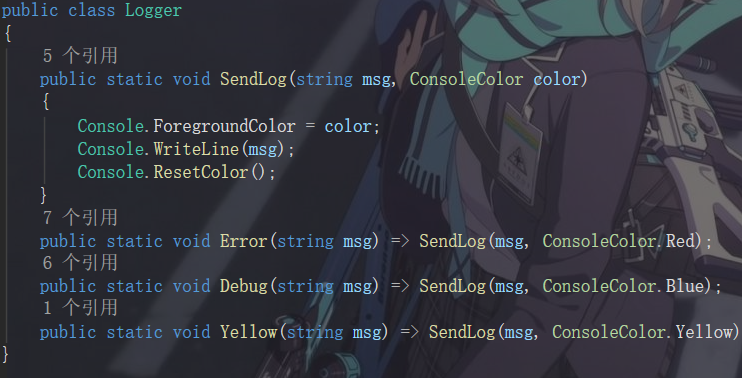 public class Logger
{
5 个引用
public static void SendLog(string msg, ConsoleColor color)
{
Console.ForegroundColor = color;
Console.WriteLine(msg);
Console.ResetColor();
}
7 个引用
public static void Error(string msg) => SendLog(msg, ConsoleColor.Red);
6 个引用
public static void Debug(string msg) => SendLog(msg, ConsoleColor.Blue);
1 个引用
public static void Yellow(string msg) => SendLog(msg, ConsoleColor.Yellow)
}